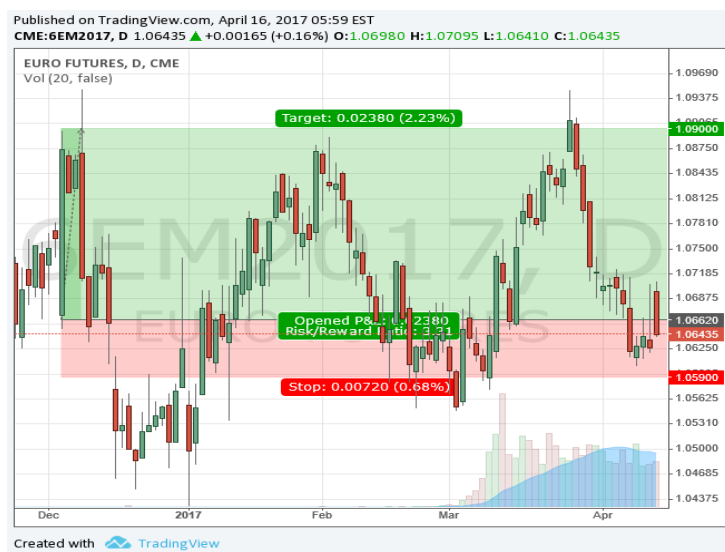 Published on TradingView.com, April 16, 2017 05:59 EST
CME:6EM2017, D 1.06435 ▲ +0.00165 (+0.16%) O:1.06980 H:1.07095 L:1.06410 C:1.06435
EURO FUTURES, D, CME
Vol (20, false)
1.09690
1.09375
1.09000
1.08750
1.08435
1.08125
1.07810
1.07500
1.07185
1.06875
1.06620
1.06435
1.06250
1.05900
1.05625
1.05310
1.05000
1.04685
1.04375
Target: 0.02380 (2.23%)
6EM2017, D
Opened P&L: 0.02380
Risk/Reward Ratio: 3.31
EURO FUTURES
Stop: 0.00720 (0.68%)
Dec 2017 Feb Mar Apr
Created with TradingView